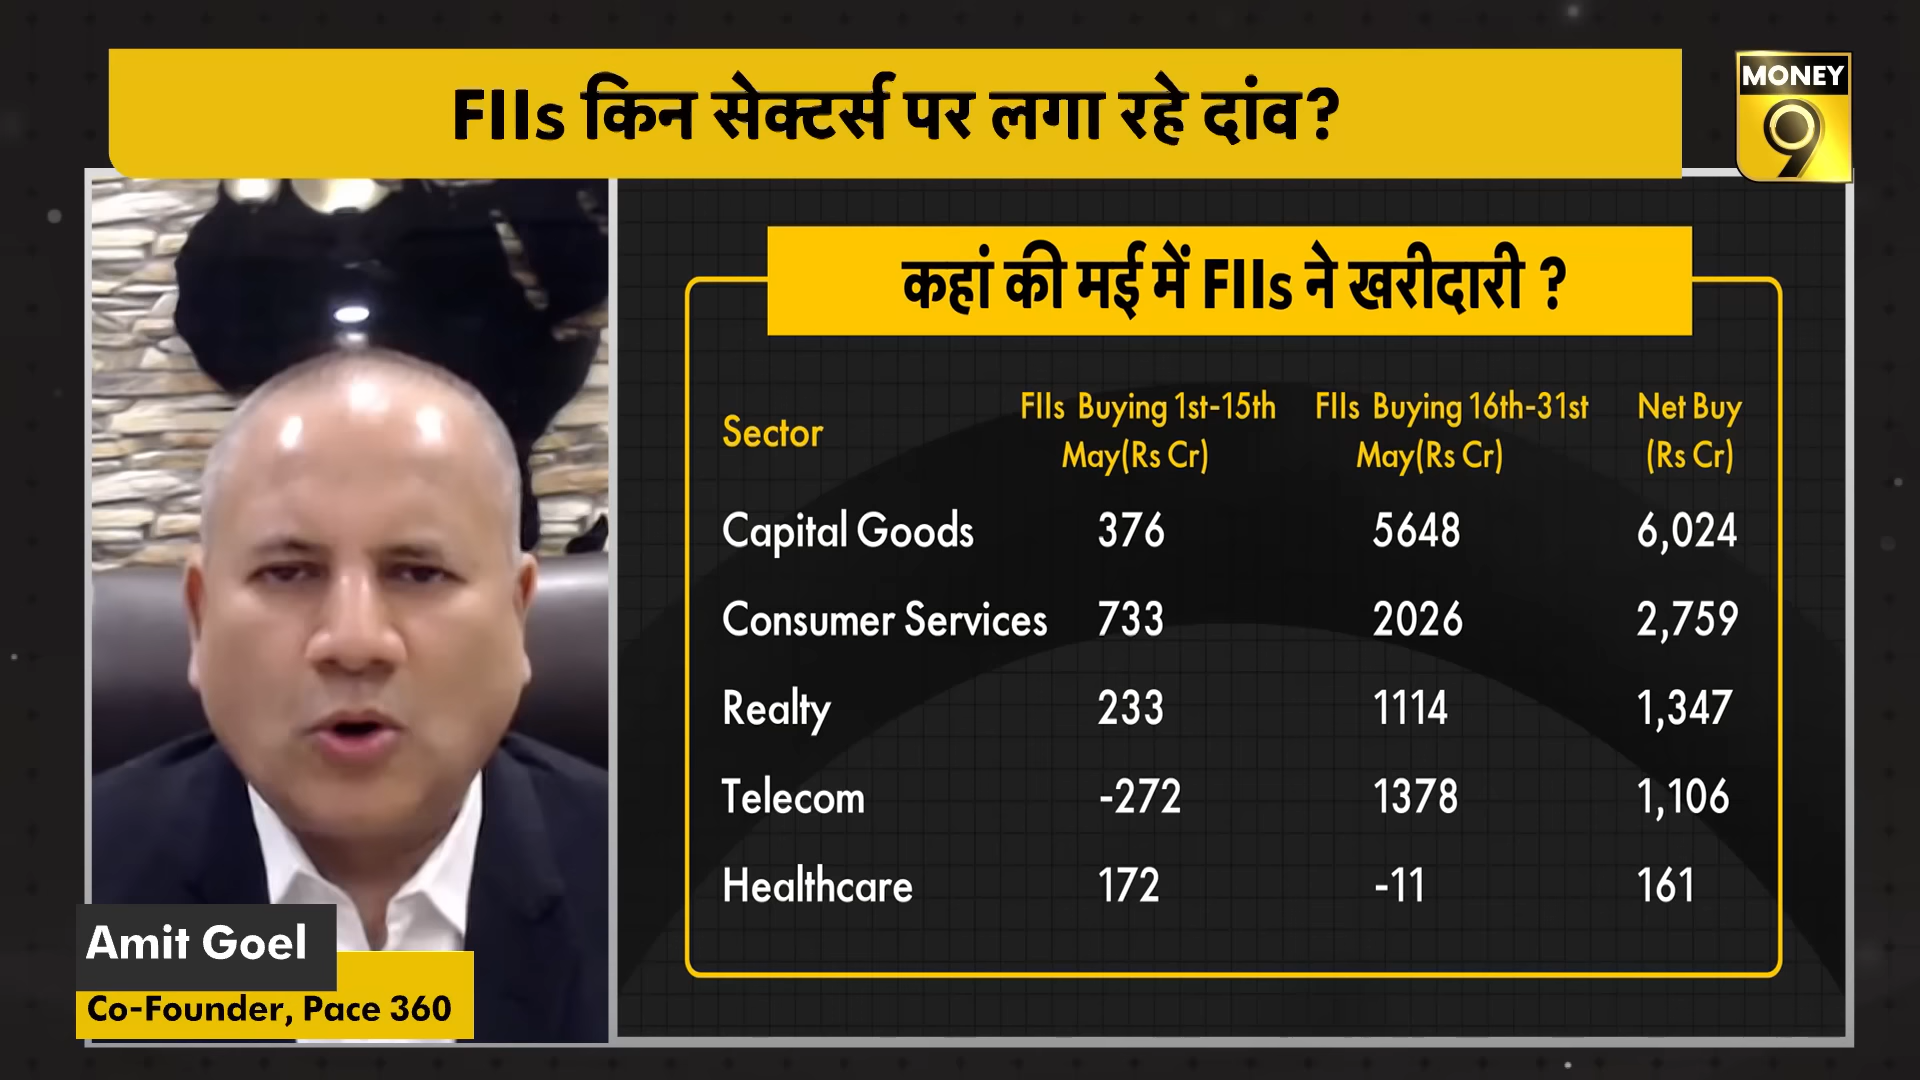 FIIs किन सेक्टर्स पर लगा रहे दांव?
MONEY
9
कहां की मई में FIIs ने खरीदारी ?
Sector FIIs Buying 1st-15th May(Rs Cr) FIIs Buying 16th-31st May(Rs Cr) Net Buy (Rs Cr)
Capital Goods 376 5648 6,024
Consumer Services 733 2026 2,759
Realty 233 1114 1,347
Telecom -272 1378 1,106
Healthcare 172 -11 161
Amit Goel
Co-Founder, Pace 360